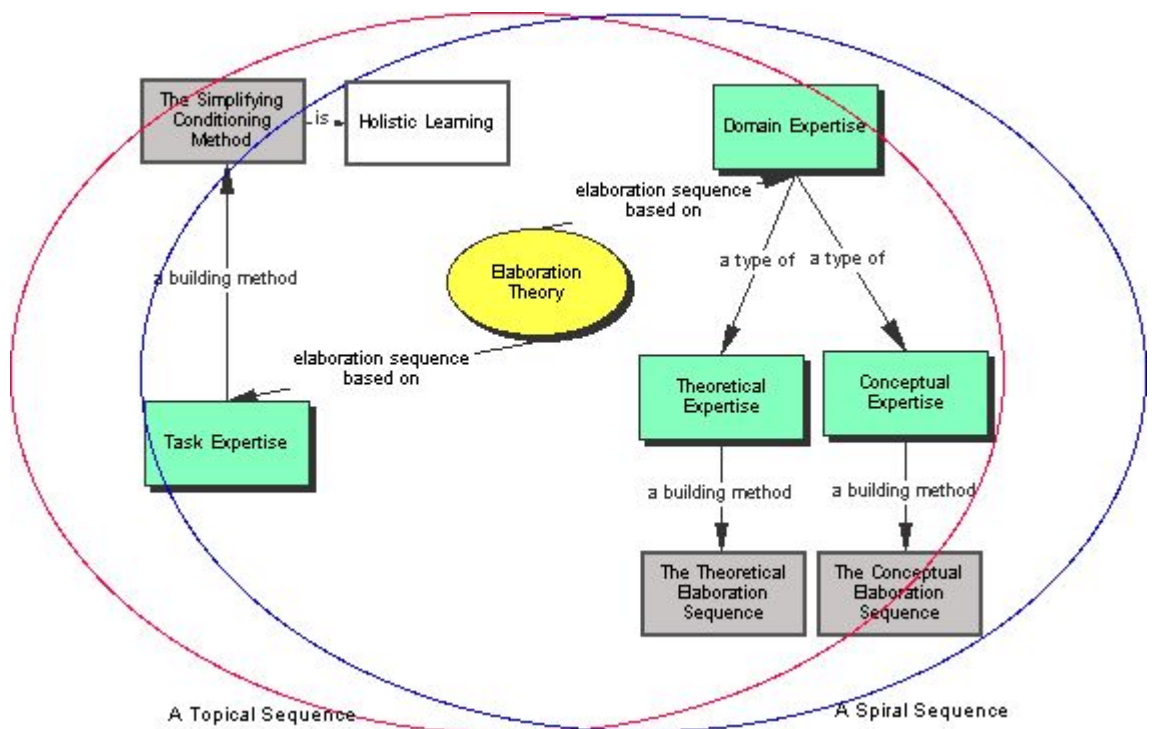 The Simplifying
Conditioning
Method
is
Holistic Learning
Domain Expertise
elaboration sequence
based on
Elaboration
Theory
a type of
a type of
a building method
elaboration sequence
based on
Task Expertise
Theoretical
Expertise
Conceptual
Expertise
a building method
a building method
The Theoretical
Elaboration
Sequence
The Conceptual
Elaboration
Sequence
A Topical Sequence
A Spiral Sequence